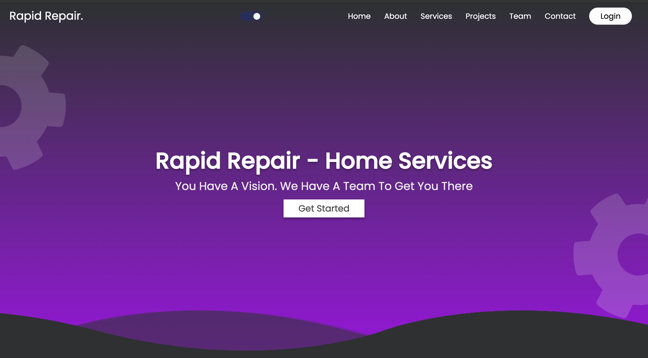 Rapid Repair.
Home About Services Projects Team Contact Login
Rapid Repair - Home Services
You Have A Vision. We Have A Team To Get You There
Get Started